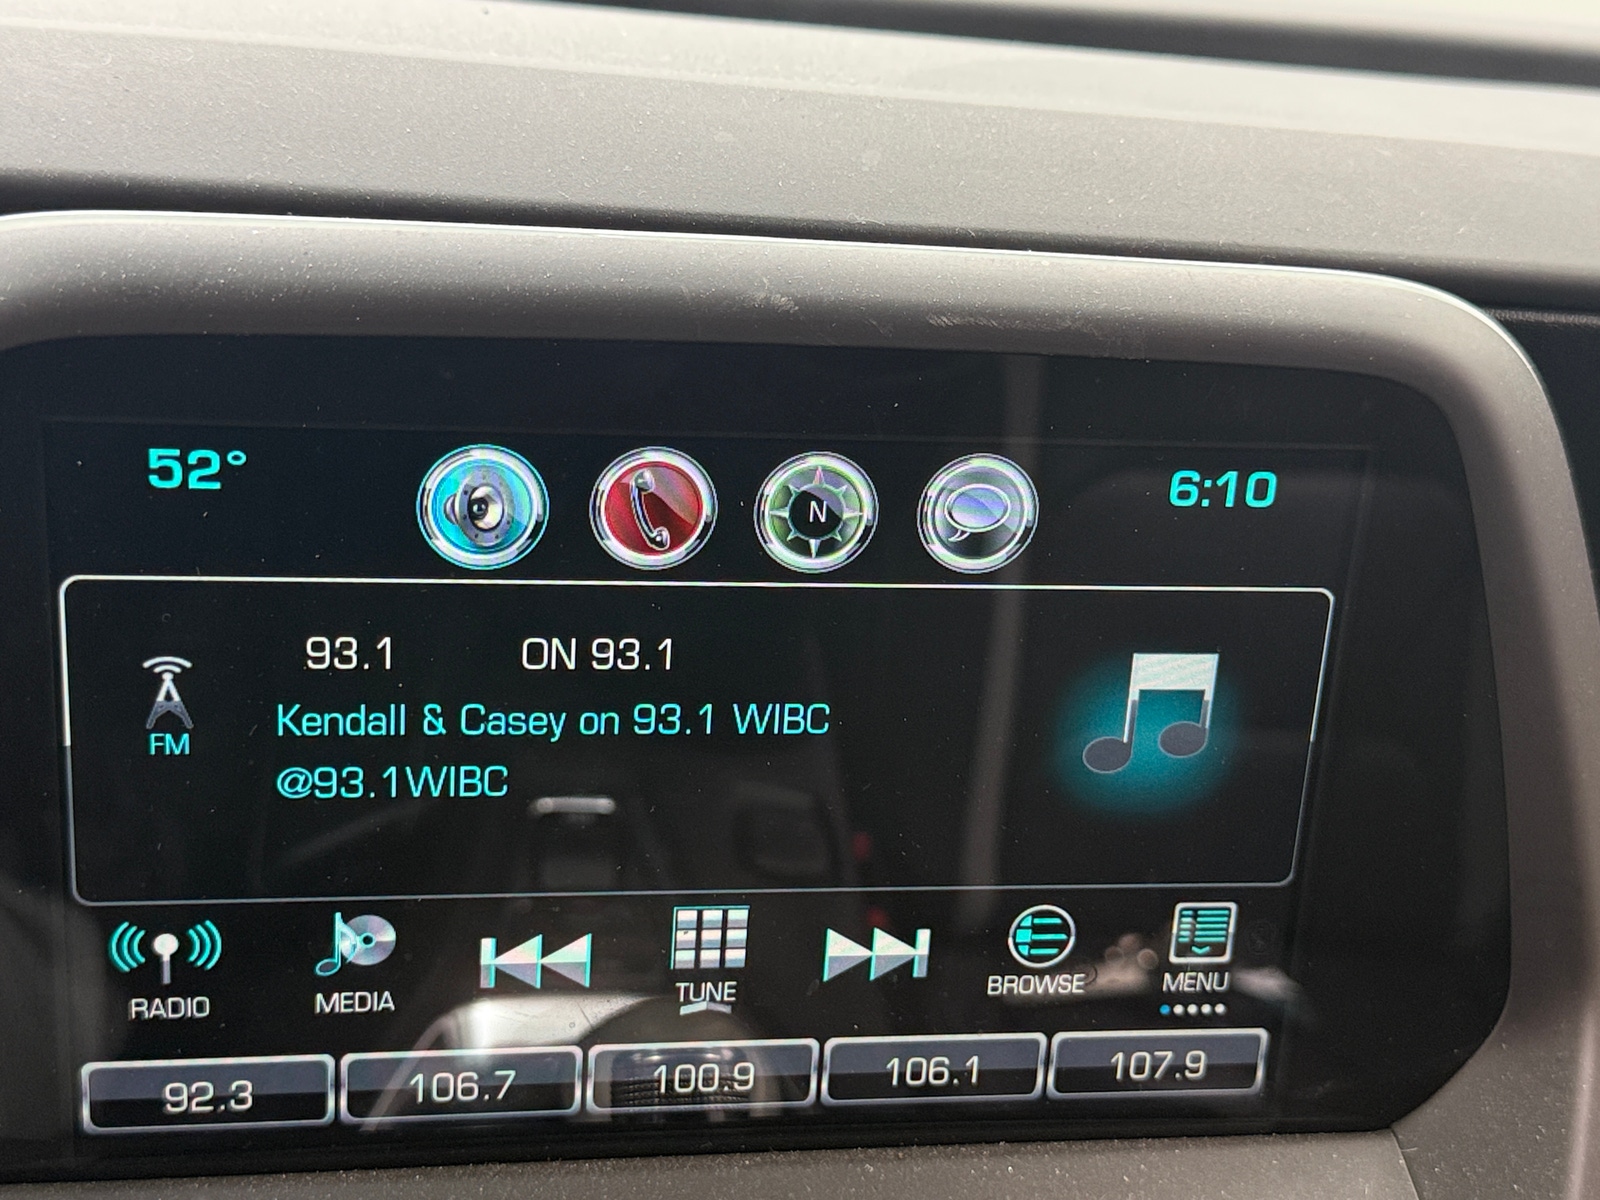 52° 6:10
N
93.1 ON 93.1
Kendall & Casey on 93.1 WIBC
@93.1WIBC
FM
RADIO MEDIA TUNE BROWSE MENU
92.3 106.7 100.9 106.1 107.9